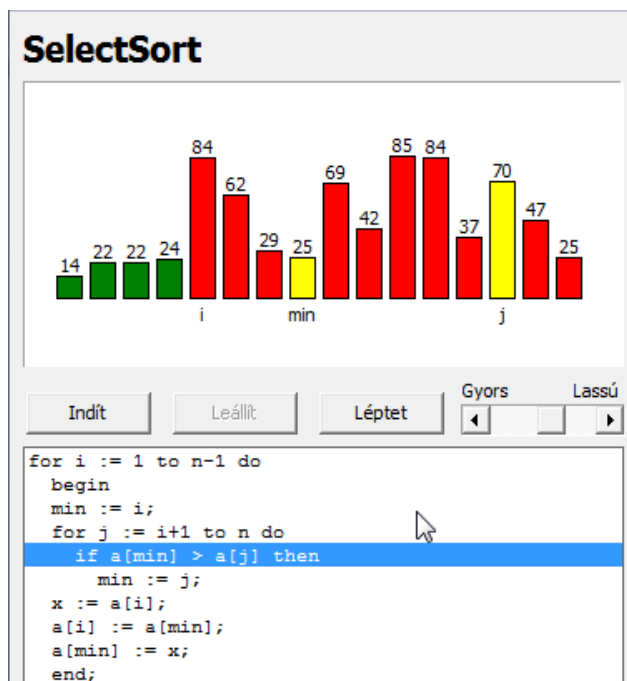 SelectSort
84 85 84
62 69 70
29 25 42 37 47 25
14 22 22 24
i min j
Gyors Lassú
Indít Leállít Léptet
for i := 1 to n-1 do
begin
min := i;
for j := i+1 to n do
if a[min] > a[j] then
min := j;
x := a[i];
a[i] := a[min];
a[min] := x;
end;